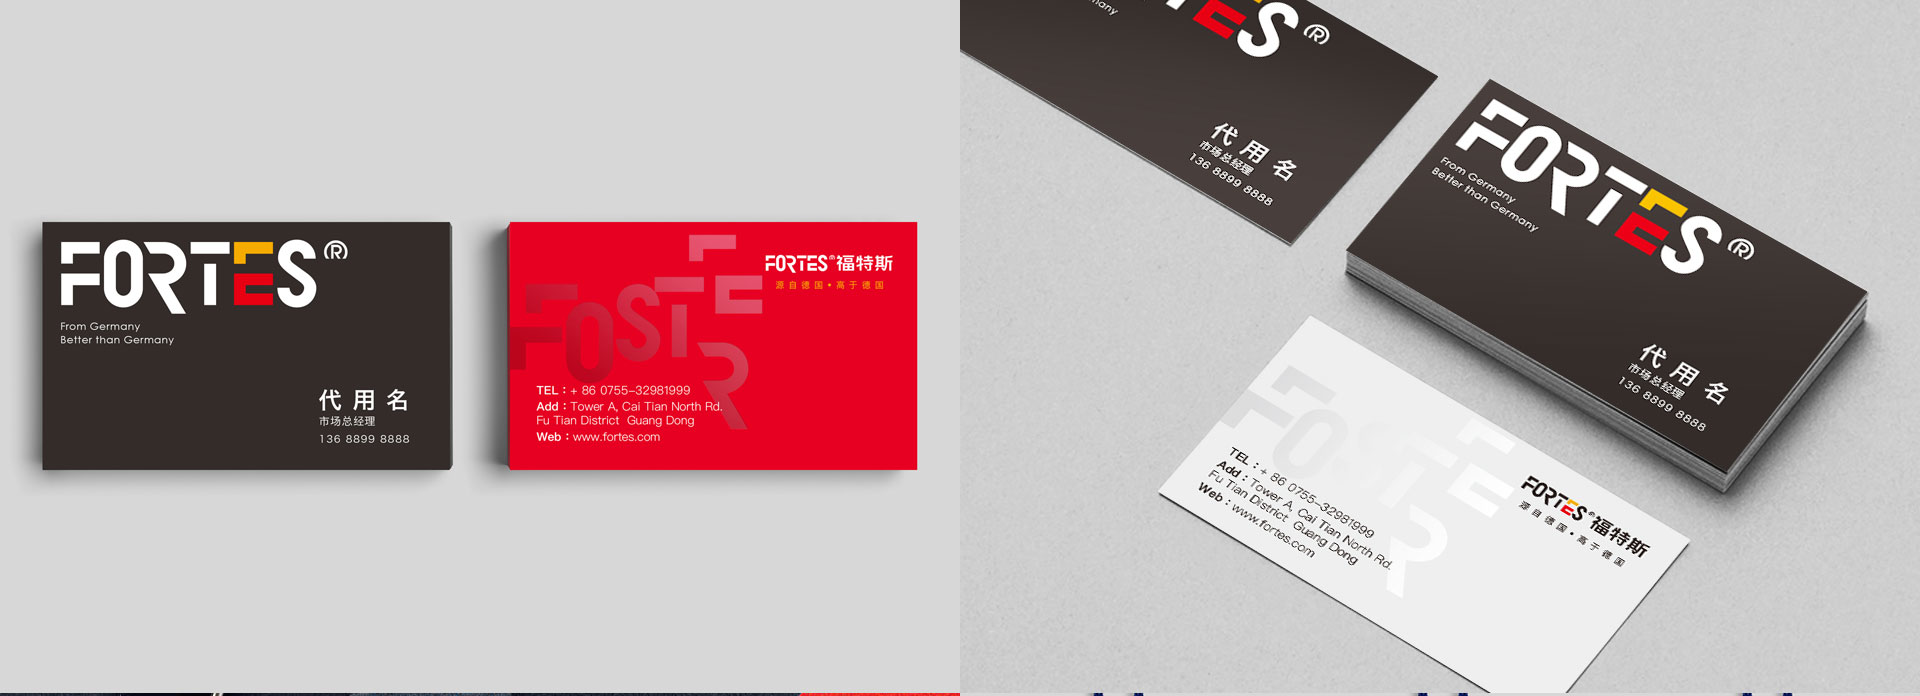 FORTES®
From Germany
Better than Germany
代用名
市场总经理
136 8899 8888
FORTES®福特斯
源自德国•高于德国
FOSTER
TEL : + 86 0755-32981999
Add : Tower A, Cai Tian North Rd.
Fu Tian District Guang Dong
Web : www.fortes.com
many
TES®
代用名
市场总经理
136 8899 8888
FORTES®
From Germany
Better than Germany
代用名
市场总经理
136 8899 8888
FORTES®福特斯
源自德国•高于德国
TEL : + 86 0755-32981999
Add : Tower A, Cai Tian North Rd.
Fu Tian District Guang Dong
Web : www.fortes.com